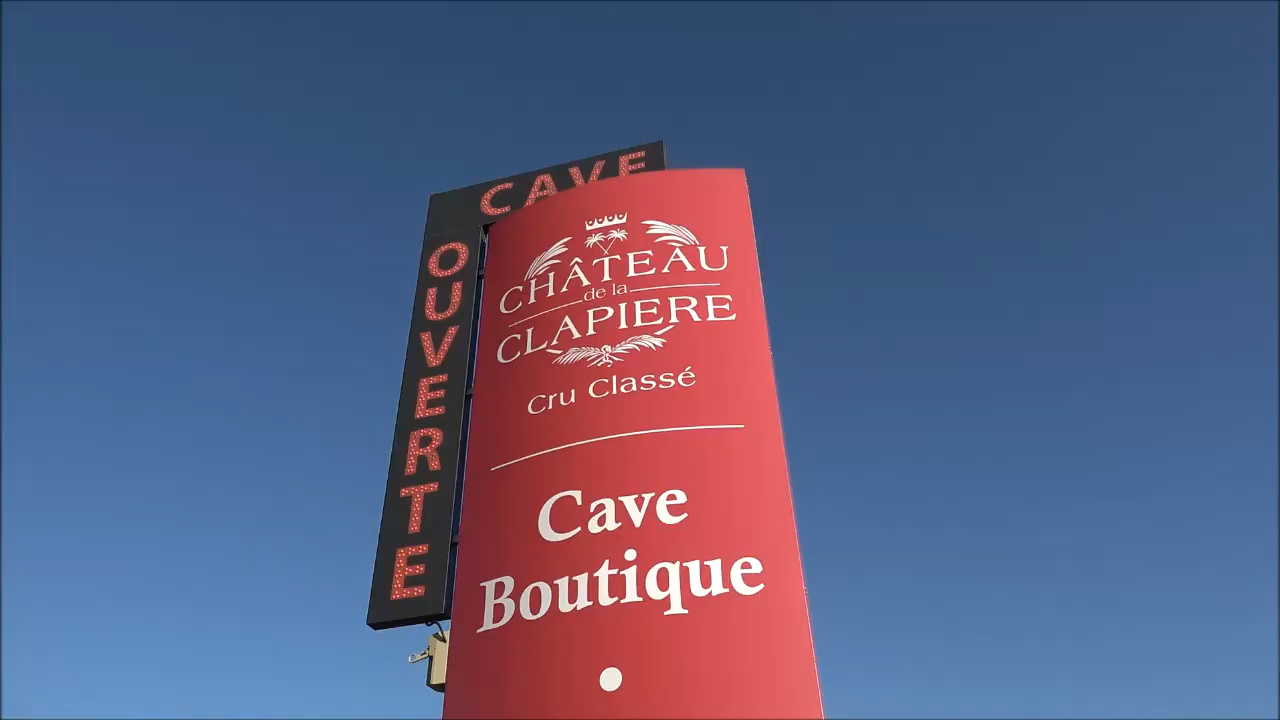 CAVE
OUVERTE
CHÂTEAU
de la
CLAPIERE
Cru Classé
Cave
Boutique